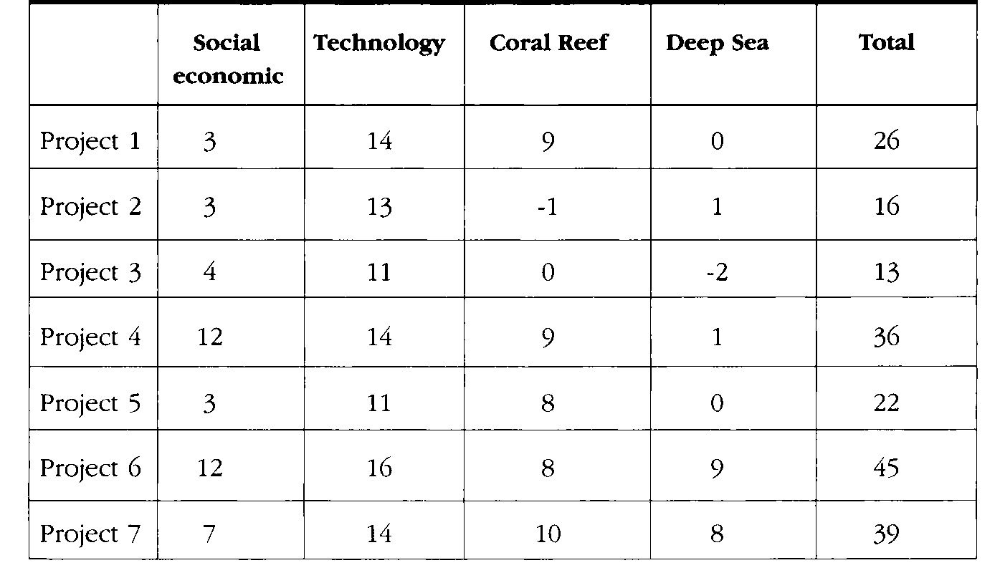 Social economic Technology Coral Reef Deep Sea Total
Project 1 3 14 9 0 26
Project 2 3 13 -1 1 16
Project 3 4 11 0 -2 13
Project 4 12 14 9 1 36
Project 5 3 11 8 0 22
Project 6 12 16 8 9 45
Project 7 7 14 10 8 39